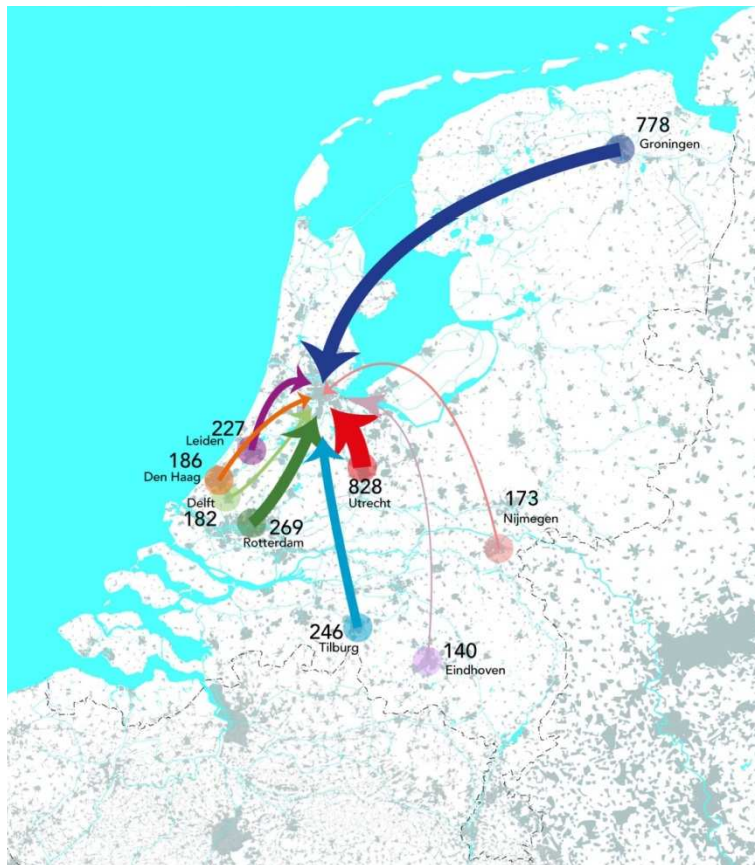 778
Groningen
227
Leiden
186
Den Haag
Delft
182
269
Rotterdam
828
Utrecht
173
Nijmegen
246
Tilburg
140
Eindhoven